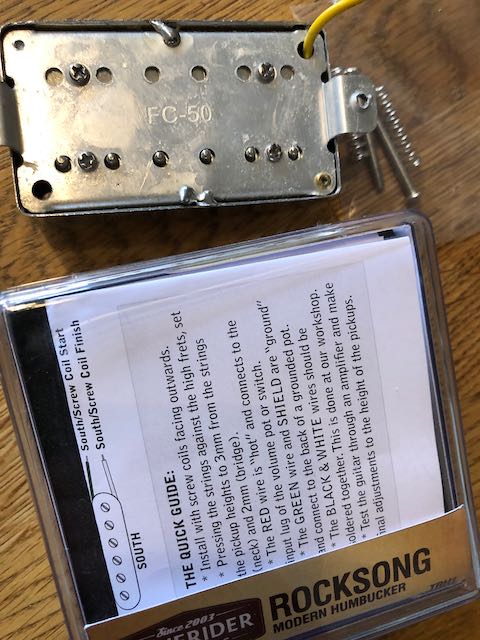 FC-50
South/Screw Coil Start
South/Screw Coil Finish
SOUTH
THE QUICK GUIDE:
* Install with screw coils facing outwards.
* Pressing the strings against the high frets, set
the pickup heights to 3mm from the strings
(neck) and 2mm (bridge).
* The RED wire is "hot" and connects to the
input lug of the volume pot or switch.
* The GREEN wire and SHIELD are "ground"
and connect to the back of a grounded pot.
* The BLACK & WHITE wires should be
soldered together. This is done at our workshop.
* Test the guitar through an amplifier and make
inal adjustments to the height of the pickups.
Since 2003
ERIDER
ROCKSONG
MODERN HUMBUCKER